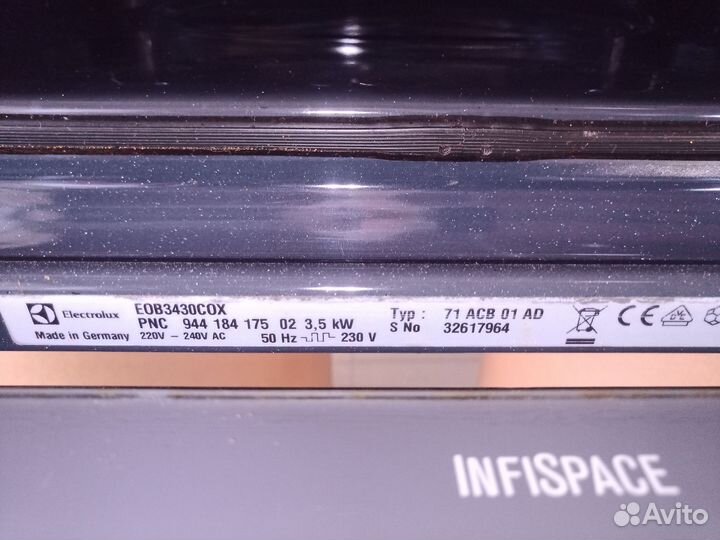 Electrolux
Made in Germany
EOB3430COX
PNC 944 184 175 02 3,5 kW
220V – 240V AC 50 Hz 230 V
Typ : 71 ACB 01 AD
S No 32617964
CE
INFISPACE
Avito